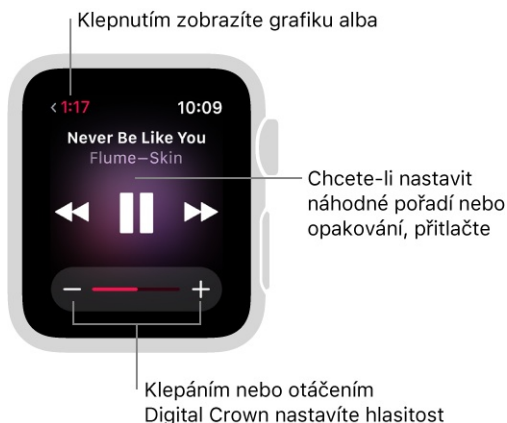 Klepnutím zobrazíte grafiku alba
1:17 10:09
Never Be Like You
Flume—Skin
Chcete-li nastavit
náhodné pořadí nebo
opakování, přitlačte
Klepáním nebo otáčením
Digital Crown nastavíte hlasitost